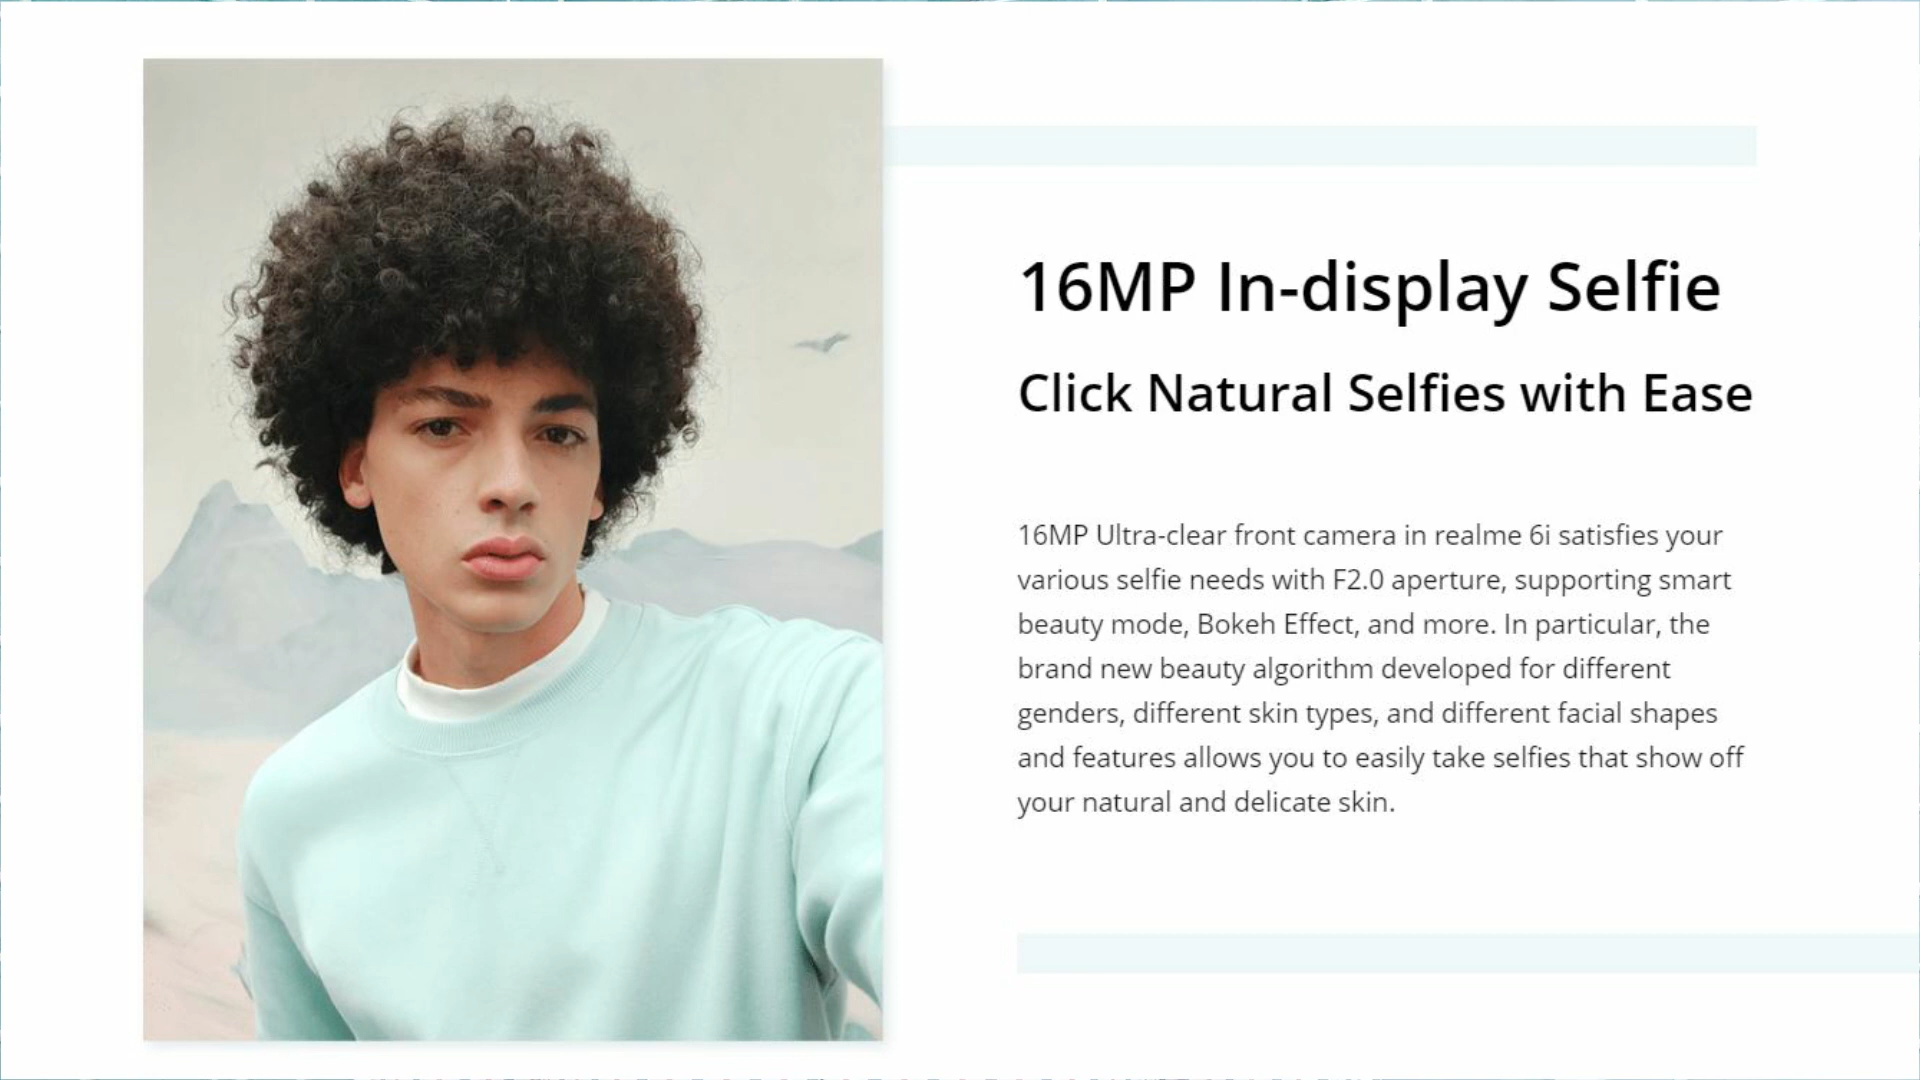 16MP In-display Selfie
Click Natural Selfies with Ease
16MP Ultra-clear front camera in realme 6i satisfies your
various selfie needs with F2.0 aperture, supporting smart
beauty mode, Bokeh Effect, and more. In particular, the
brand new beauty algorithm developed for different
genders, different skin types, and different facial shapes
and features allows you to easily take selfies that show off
your natural and delicate skin.